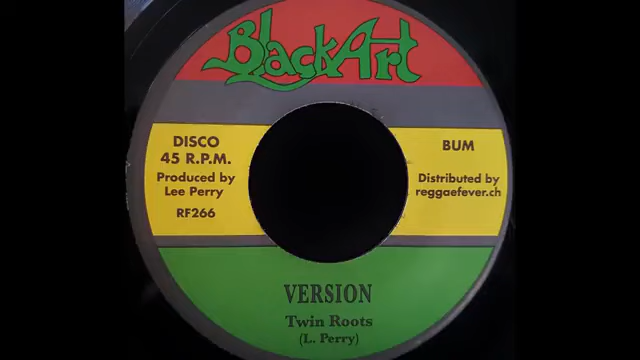 BlackArt
DISCO
45 R.P.M.
Produced by
Lee Perry
RF266
BUM
Distributed by
reggaefever.ch
VERSION
Twin Roots
(L. Perry)